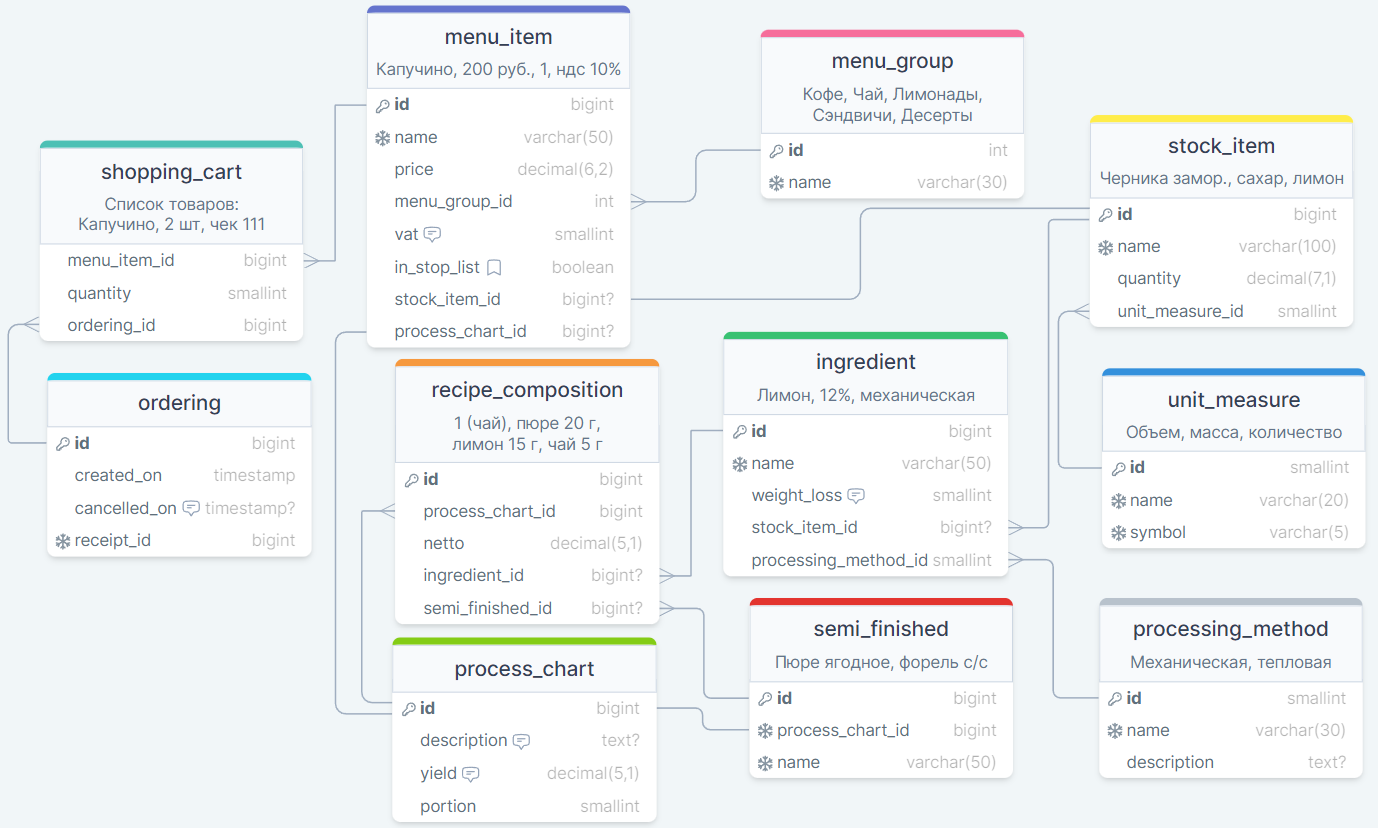 menu_item
Капучино, 200 руб., 1, ндс 10%
id bigint
name varchar(50)
price decimal(6,2)
menu_group_id int
vat smallint
in_stop_list boolean
stock_item_id bigint?
process_chart_id bigint?
menu_group
Кофе, Чай, Лимонады,
Сэндвичи, Десерты
id int
name varchar(30)
stock_item
Черника замор., сахар, лимон
id bigint
name varchar(100)
quantity decimal(7,1)
unit_measure_id smallint
shopping_cart
Список товаров:
Капучино, 2 шт, чек 111
menu_item_id bigint
quantity smallint
ordering_id bigint
ordering
id bigint
created_on timestamp
cancelled_on timestamp?
receipt_id bigint
recipe_composition
1 (чай), пюре 20 г,
лимон 15 г, чай 5 г
id bigint
process_chart_id bigint
netto decimal(5,1)
ingredient_id bigint?
semi_finished_id bigint?
ingredient
Лимон, 12%, механическая
id bigint
name varchar(50)
weight_loss smallint
stock_item_id bigint?
processing_method_id smallint
unit_measure
Объем, масса, количество
id smallint
name varchar(20)
symbol varchar(5)
process_chart
id bigint
description text?
yield decimal(5,1)
portion smallint
semi_finished
Пюре ягодное, форель с/с
id bigint
process_chart_id bigint
name varchar(50)
processing_method
Механическая, тепловая
id smallint
name varchar(30)
description text?